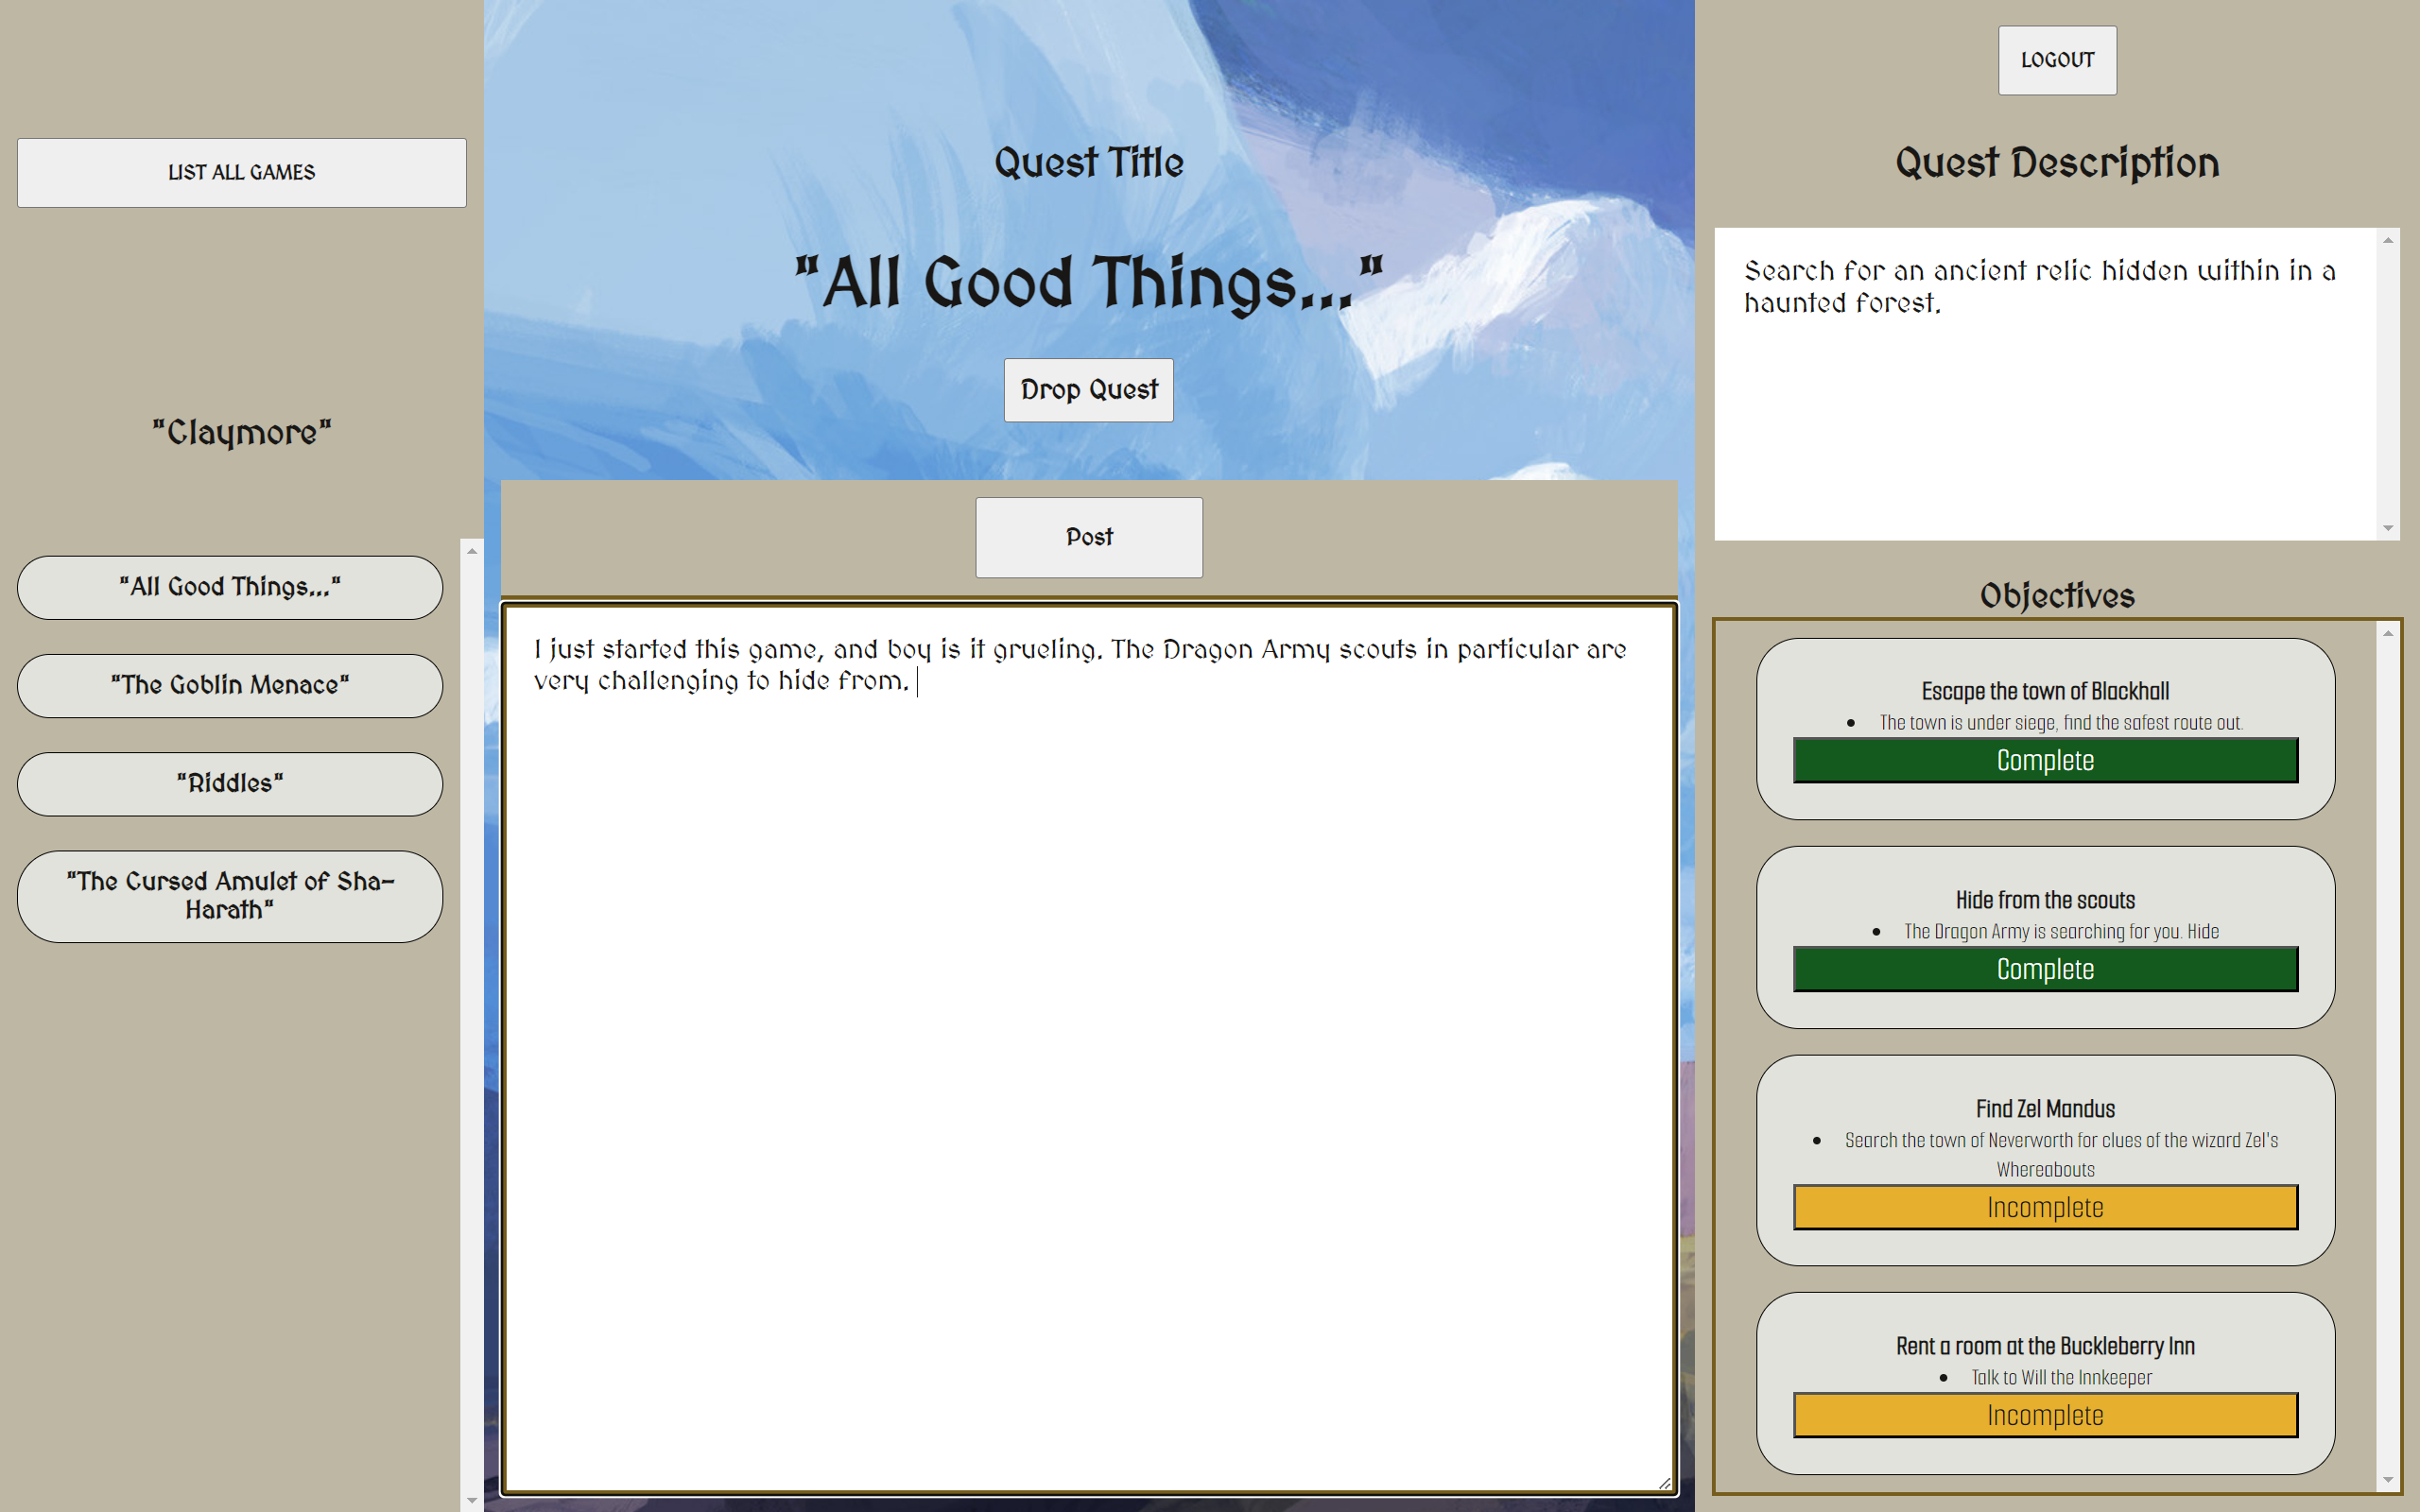 LIST ALL GAMES
"Claymore"
"All Good Things..."
"The Goblin Menace"
"Riddles"
"The Cursed Amulet of Sha-
Harath"
Quest Title
"All Good Things..."
Drop Quest
Post
I just started this game, and boy is it grueling. The Dragon Army scouts in particular are
very challenging to hide from.
LOGOUT
Quest Description
Search for an ancient relic hidden within in a
haunted forest.
Objectives
Escape the town of Blackhall
• The town is under siege, find the safest route out.
Complete
Hide from the scouts
• The Dragon Army is searching for you. Hide
Complete
Find Zel Mandus
• Search the town of Neverworth for clues of the wizard Zel's
Whereabouts
Incomplete
Rent a room at the Buckleberry Inn
• Talk to Will the Innkeeper
Incomplete